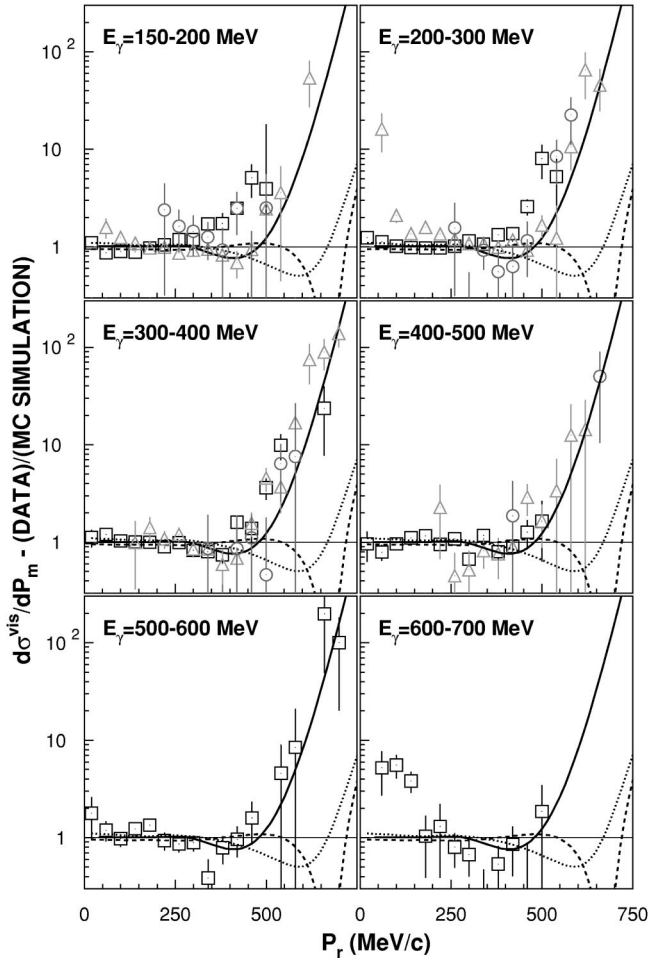 E_γ=150-200 MeV
E_γ=200-300 MeV
10^2
10
1
E_γ=300-400 MeV
E_γ=400-500 MeV
10^2
10
1
E_γ=500-600 MeV
E_γ=600-700 MeV
10^2
10
1
0
250
500
0
250
500
750
dσ^vis/dP_m - (DATA)/(MC SIMULATION)
P_r (MeV/c)